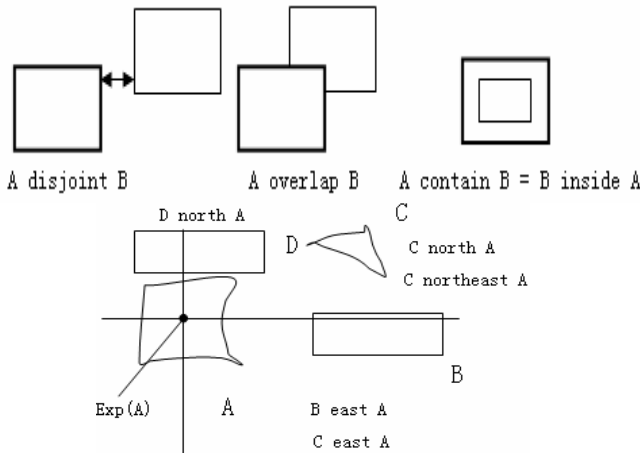 A disjoint B
A overlap B
A contain B = B inside A
C
D north A
D
C north A
C northeast A
B
Exp(A)
A
B east A
C east A